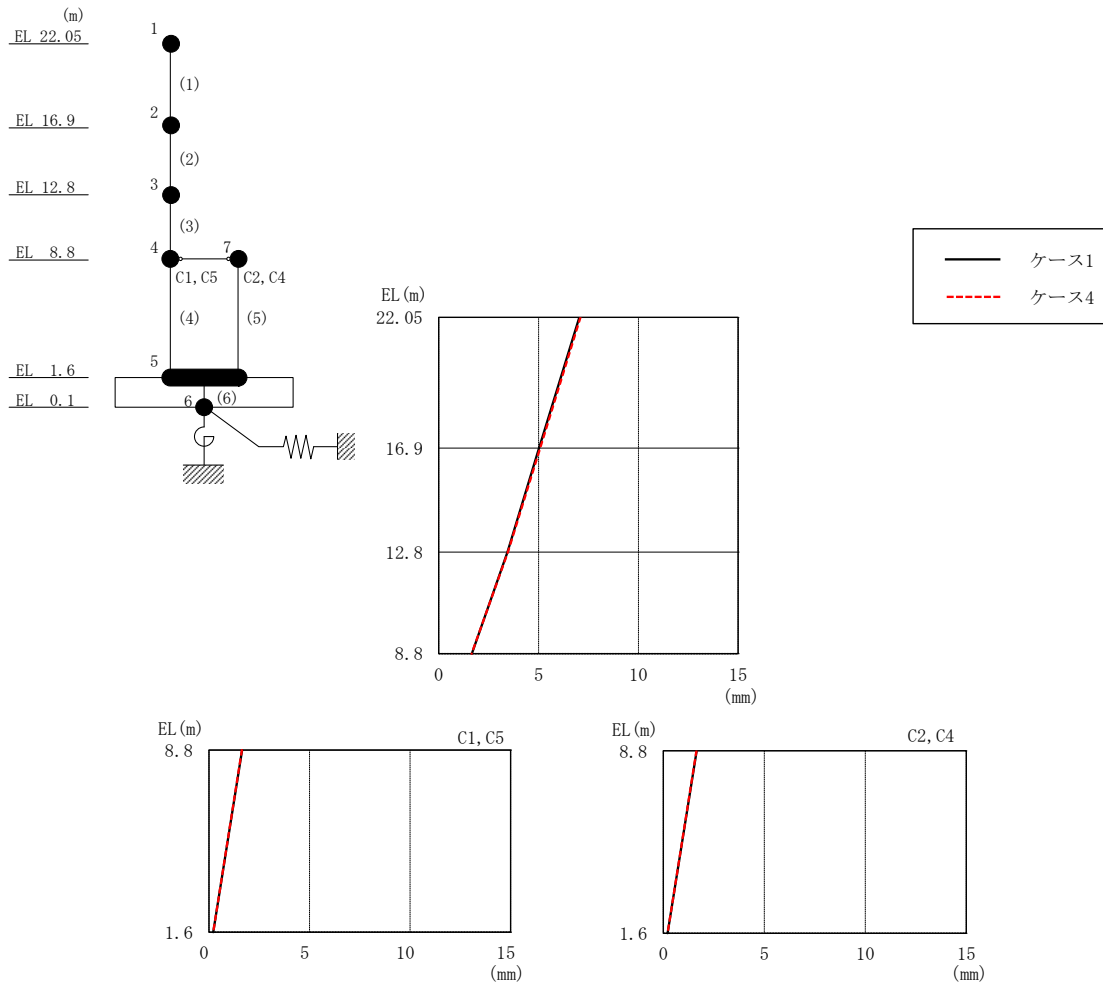 (m)
EL 22.05
1
(1)
EL 16.9
2
(2)
EL 12.8
3
(3)
EL 8.8
4
7
C1,C5
C2,C4
(4)
(5)
EL 1.6
5
EL 0.1
6
(6)
ケース1
ケース4
EL(m)
22.05
16.9
12.8
8.8
0 5 10 15
(mm)
EL(m)
C1,C5
8.8
1.6
0 5 10 15
(mm)
EL(m)
C2,C4
8.8
1.6
0 5 10 15
(mm)